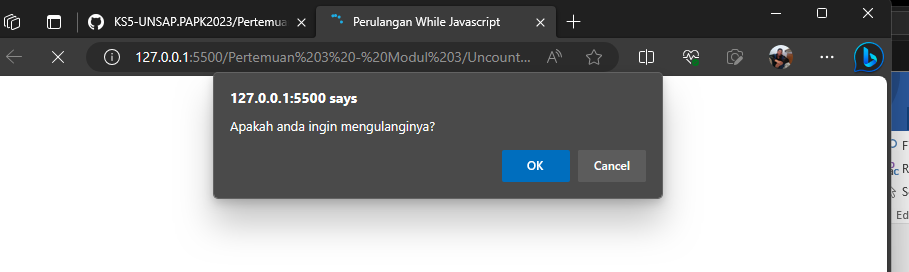 KS5-UNSAP.PAPK2023/Pertemua
Perulangan While Javascript
127.0.0.1:5500/Pertemuan%203%20-%20Modul%203/Uncount...
127.0.0.1:5500 says
Apakah anda ingin mengulanginya?
OK
Cancel
F
R
S
Ed